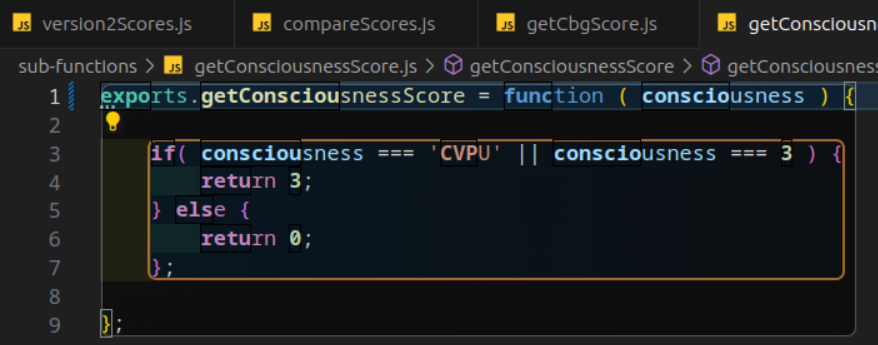 JS version2Scores.js JS compareScores.js JS getCbgScore.js JS getConsciousn
sub-functions > JS getConsciousnessScore.js > getConsciousnessScore > getConsciousness
1 exports.getConsciousnessScore = function ( consciousness ) {
2
3 if( consciousness === 'CVPU' || consciousness === 3 ) {
4 return 3;
5 } else {
6 return 0;
7 };
8
9 };